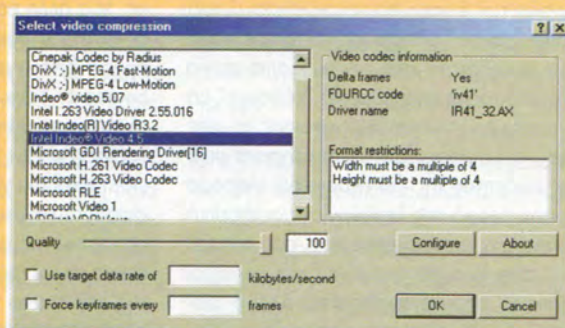 Select video compression
Cinepak Codec by Radius
DivX ;-) MPEG-4 Fast-Motion
DivX ;-) MPEG-4 Low-Motion
Indeo® video 5.07
Intel I.263 Video Driver 2.55.016
Intel Indeo(R) Video R3.2
Intel Indeo® Video 4.5
Microsoft GDI Rendering Driver[16]
Microsoft H.261 Video Codec
Microsoft H.263 Video Codec
Microsoft RLE
Microsoft Video 1
VDOnet VDOWave
Video codec information
Delta frames Yes
FOURCC code 'iv41'
Driver name IR41_32.AX
Format restrictions:
Width must be a multiple of 4
Height must be a multiple of 4
Quality 100
Configure About
Use target data rate of kilobytes/second
Force keyframes every frames
OK Cancel